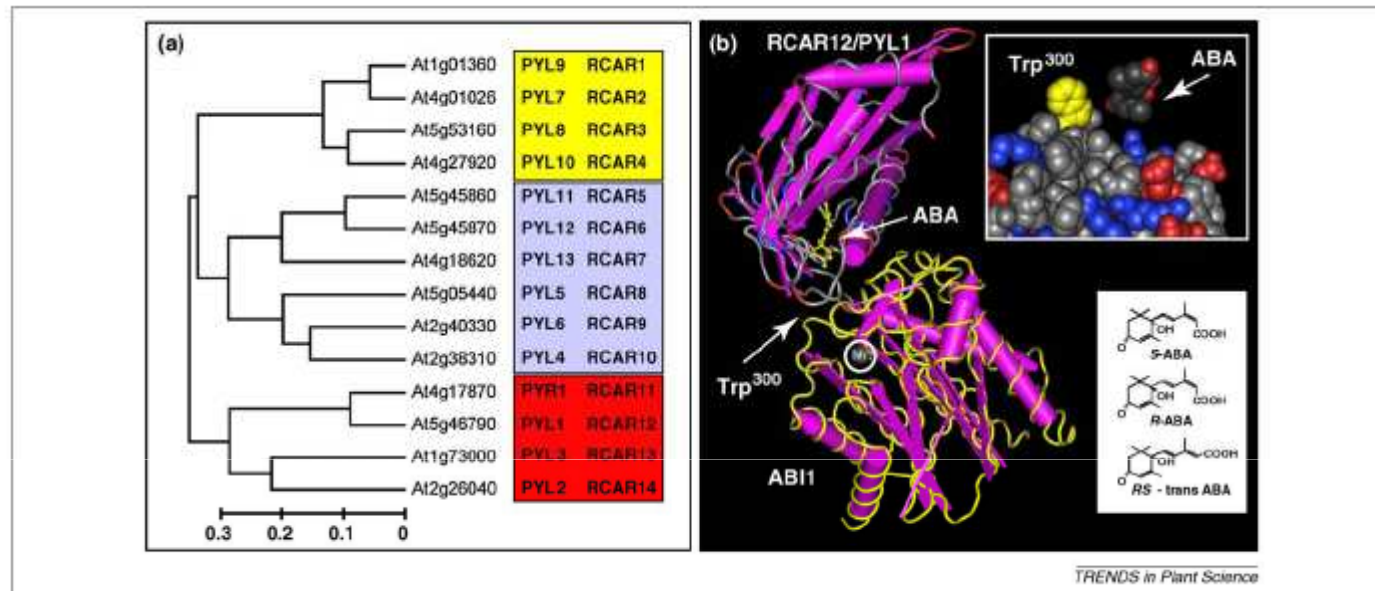 (a)
At1g01360 PYL9 RCAR1
At4g01026 PYL7 RCAR2
At5g53160 PYL8 RCAR3
At4g27920 PYL10 RCAR4
At5g45860 PYL11 RCAR5
At5g45870 PYL12 RCAR6
At4g18620 PYL13 RCAR7
At5g05440 PYL5 RCAR8
At2g40330 PYL6 RCAR9
At2g38310 PYL4 RCAR10
At4g17870 PYR1 RCAR11
At5g46790 PYL1 RCAR12
At1g73000 PYL3 RCAR13
At2g26040 PYL2 RCAR14
0.3 0.2 0.1 0
(b)
RCAR12/PYL1
Trp300
ABA
ABA
Trp300
ABI1
OH
COOH
O
S-ABA
OH
COOH
O
R-ABA
OH
COOH
O
RS - trans ABA
TRENDS in Plant Science